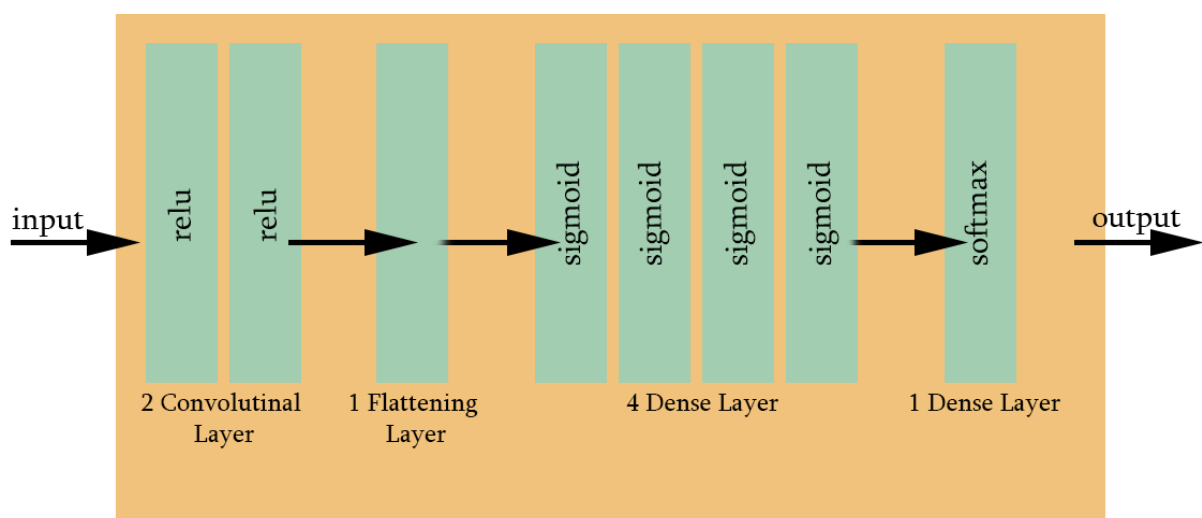 input
relu
relu
sigmoid
sigmoid
sigmoid
sigmoid
softmax
output
2 Convolutinal
Layer
1 Flattening
Layer
4 Dense Layer
1 Dense Layer